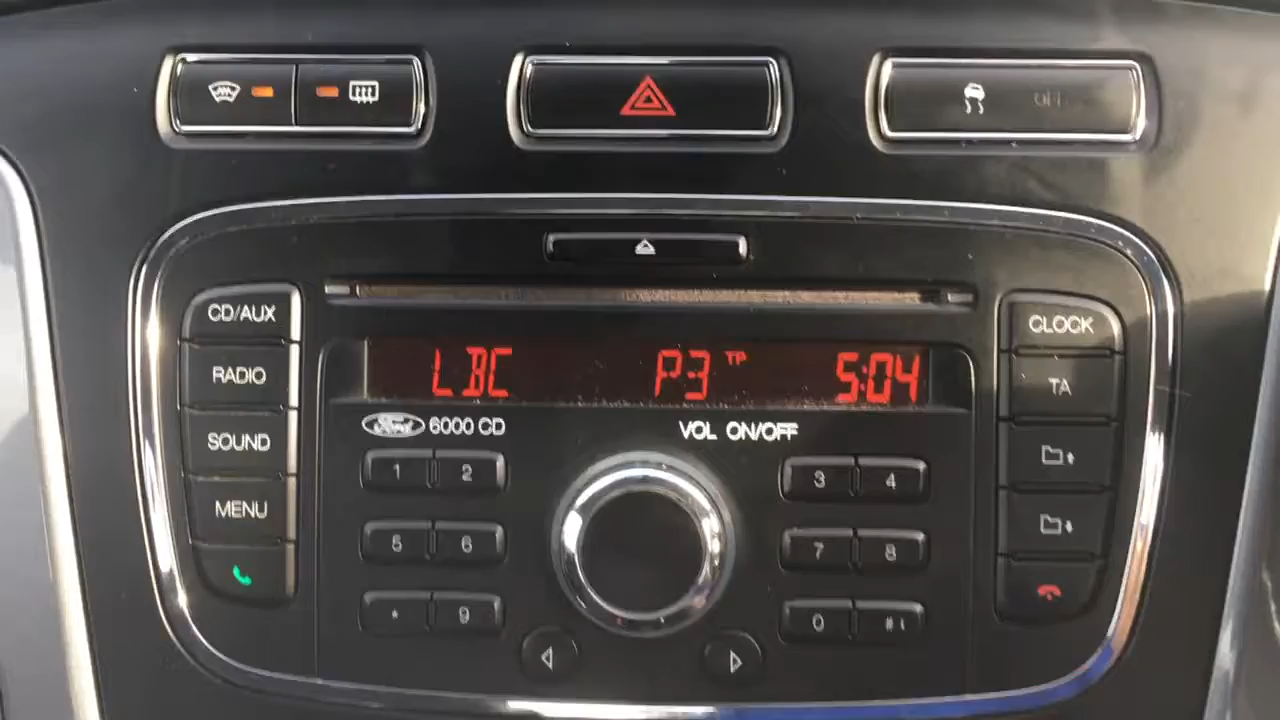 OFF
CD/AUX
CLOCK
LBC P3 TP 5:04
RADIO
TA
Ford 6000 CD
VOL ON/OFF
SOUND
1 2
3 4
MENU
5 6
7 8
* 9
0 #